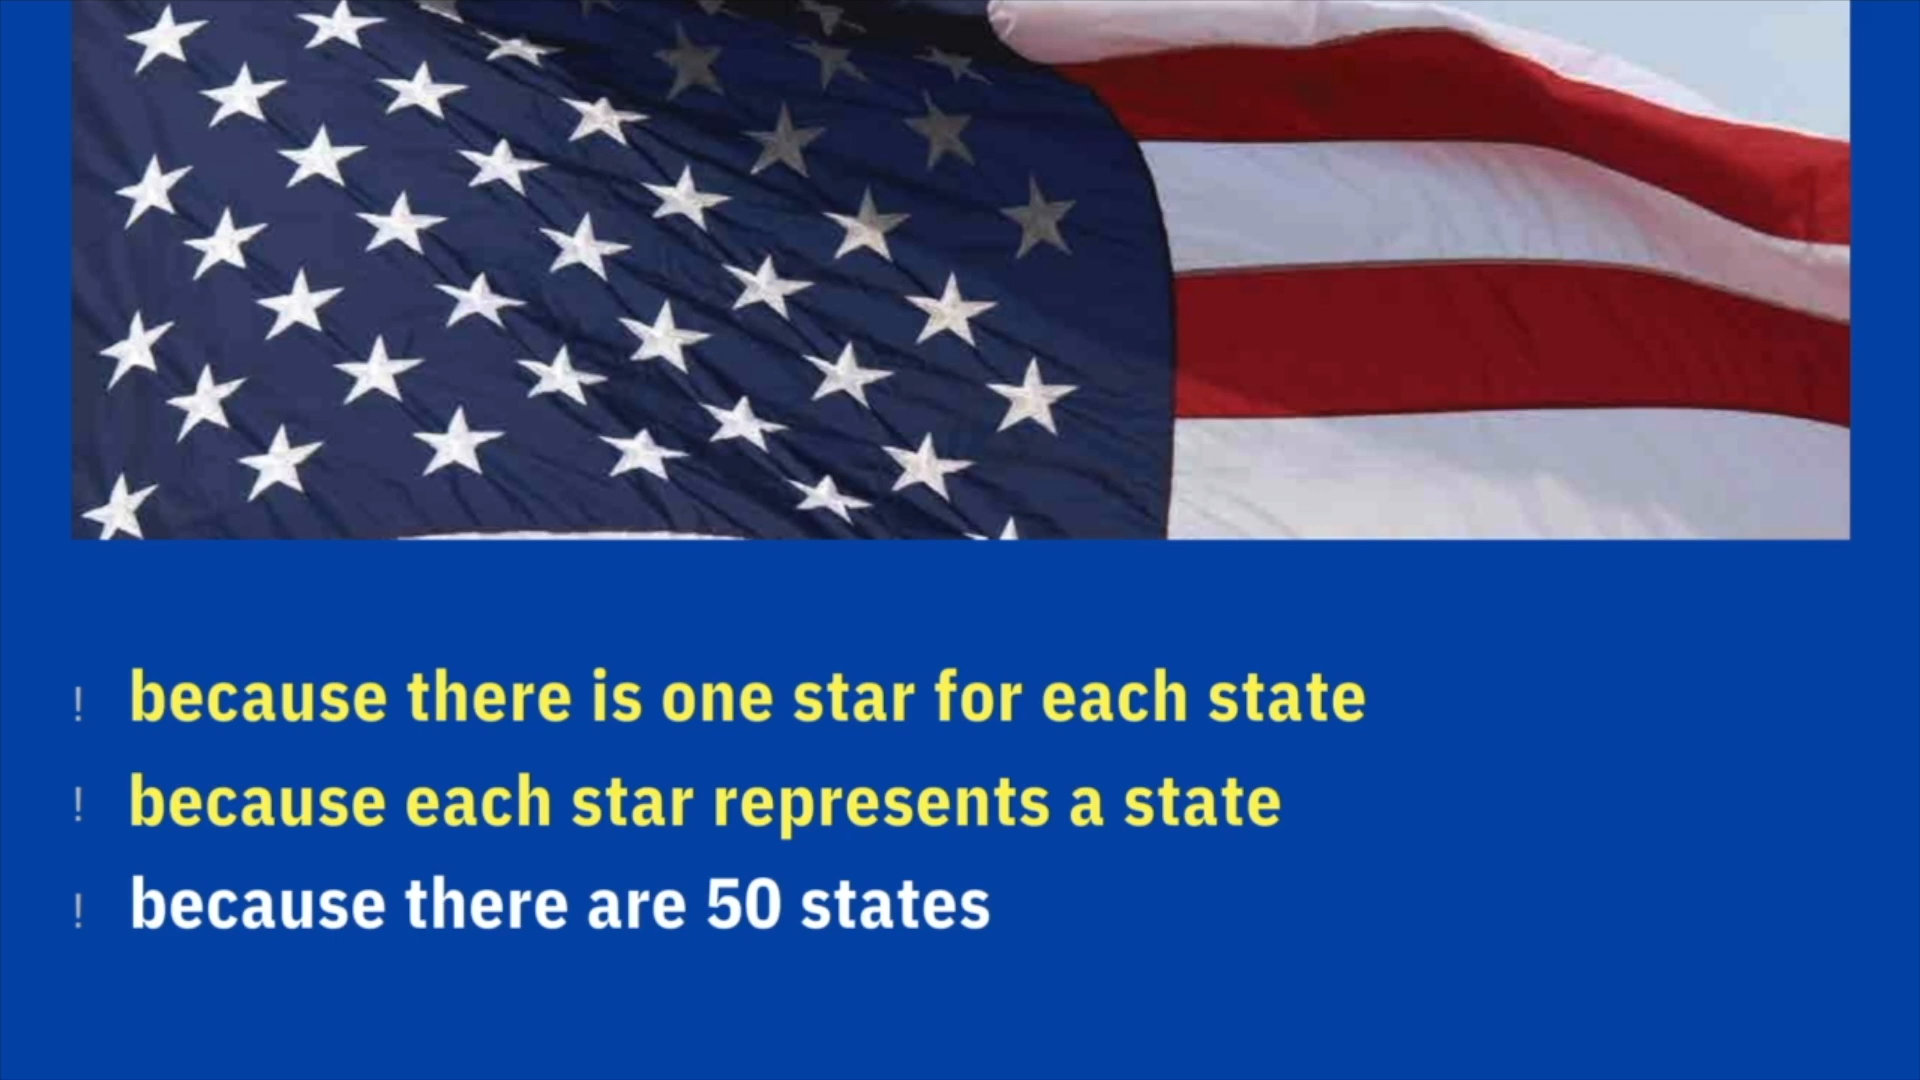 ! because there is one star for each state
! because each star represents a state
! because there are 50 states